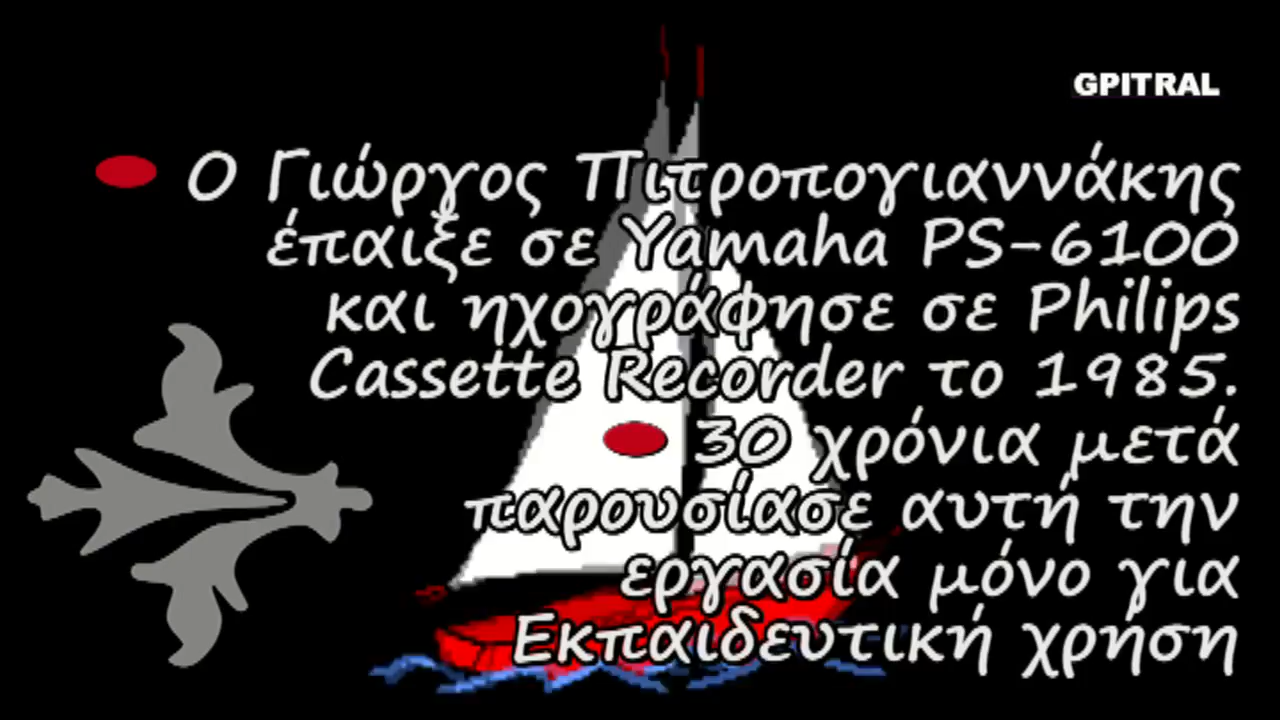 GPITRAL
Ο Γιώργος Πιτροπογιαννάκης
έπαιξε σε Yamaha PS-6100
και ηχογράφησε σε Philips
Cassette Recorder το 1985.
30 χρόνια μετά
παρουσίασε αυτή την
εργασία μόνο για
Εκπαιδευτική χρήση